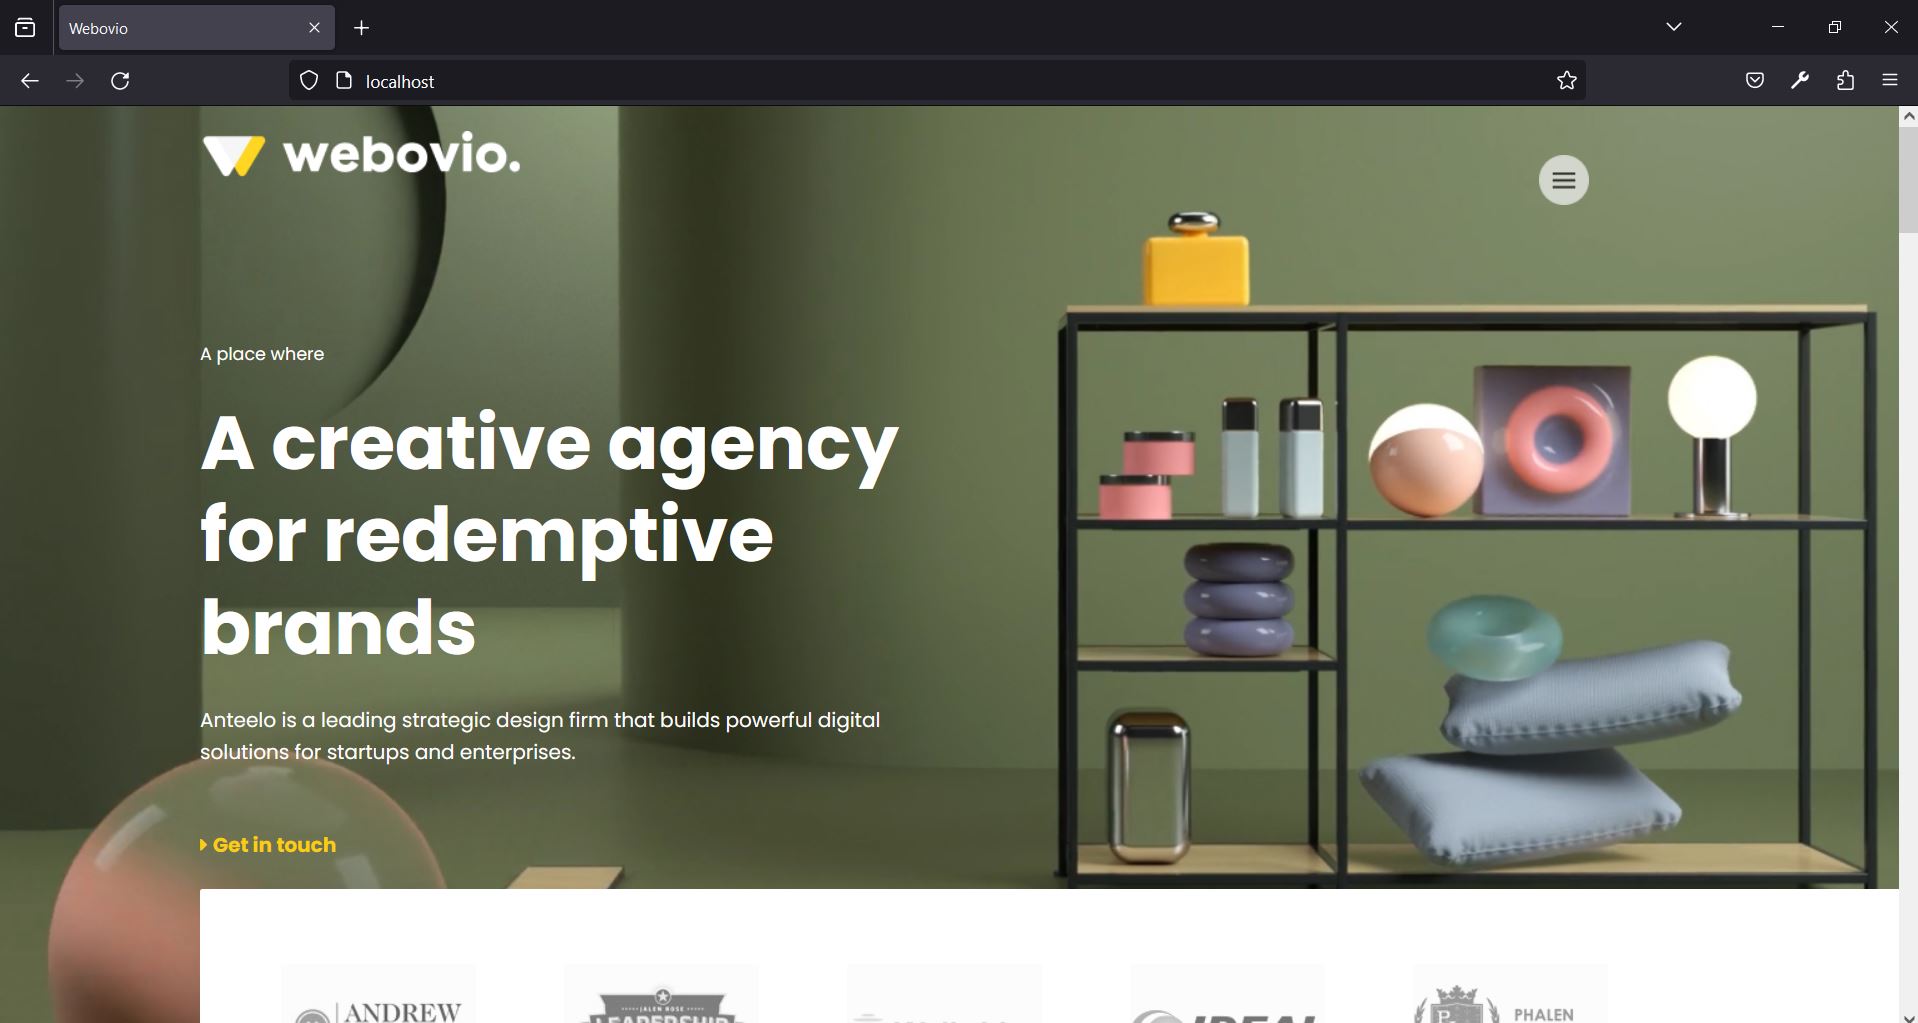 Webovio
localhost
webovio.
A place where
A creative agency
for redemptive
brands
Anteelo is a leading strategic design firm that builds powerful digital
solutions for startups and enterprises.
Get in touch
ANDREW
JALEN ROSE
LEADERSHIP
IDEAL
PHALEN